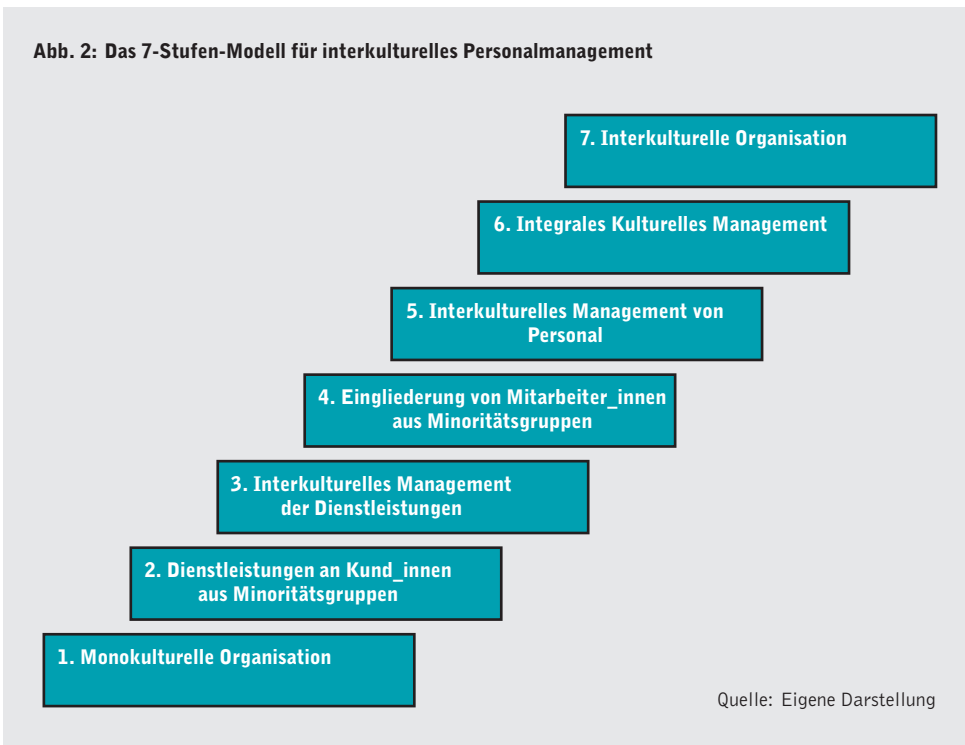 Abb. 2: Das 7-Stufen-Modell für interkulturelles Personalmanagement
7. Interkulturelle Organisation
6. Integrales Kulturelles Management
5. Interkulturelles Management von
Personal
4. Eingliederung von Mitarbeiter_innen
aus Minoritätsgruppen
3. Interkulturelles Management
der Dienstleistungen
2. Dienstleistungen an Kund_innen
aus Minoritätsgruppen
1. Monokulturelle Organisation
Quelle: Eigene Darstellung